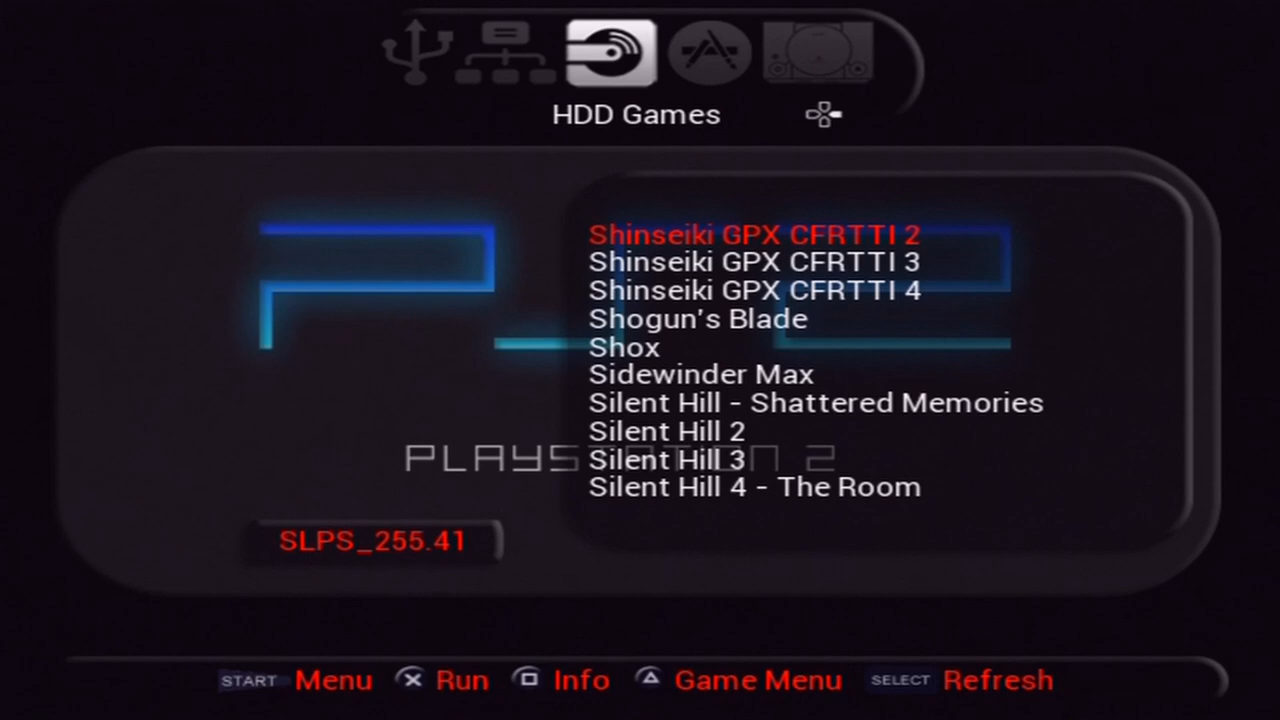 HDD Games
Shinseiki GPX CFRTTI 2
Shinseiki GPX CFRTTI 3
Shinseiki GPX CFRTTI 4
Shogun's Blade
Shox
Sidewinder Max
Silent Hill - Shattered Memories
Silent Hill 2
Silent Hill 3
Silent Hill 4 - The Room
PLAYSTATION 2
SLPS_255.41
START Menu Run Info Game Menu SELECT Refresh